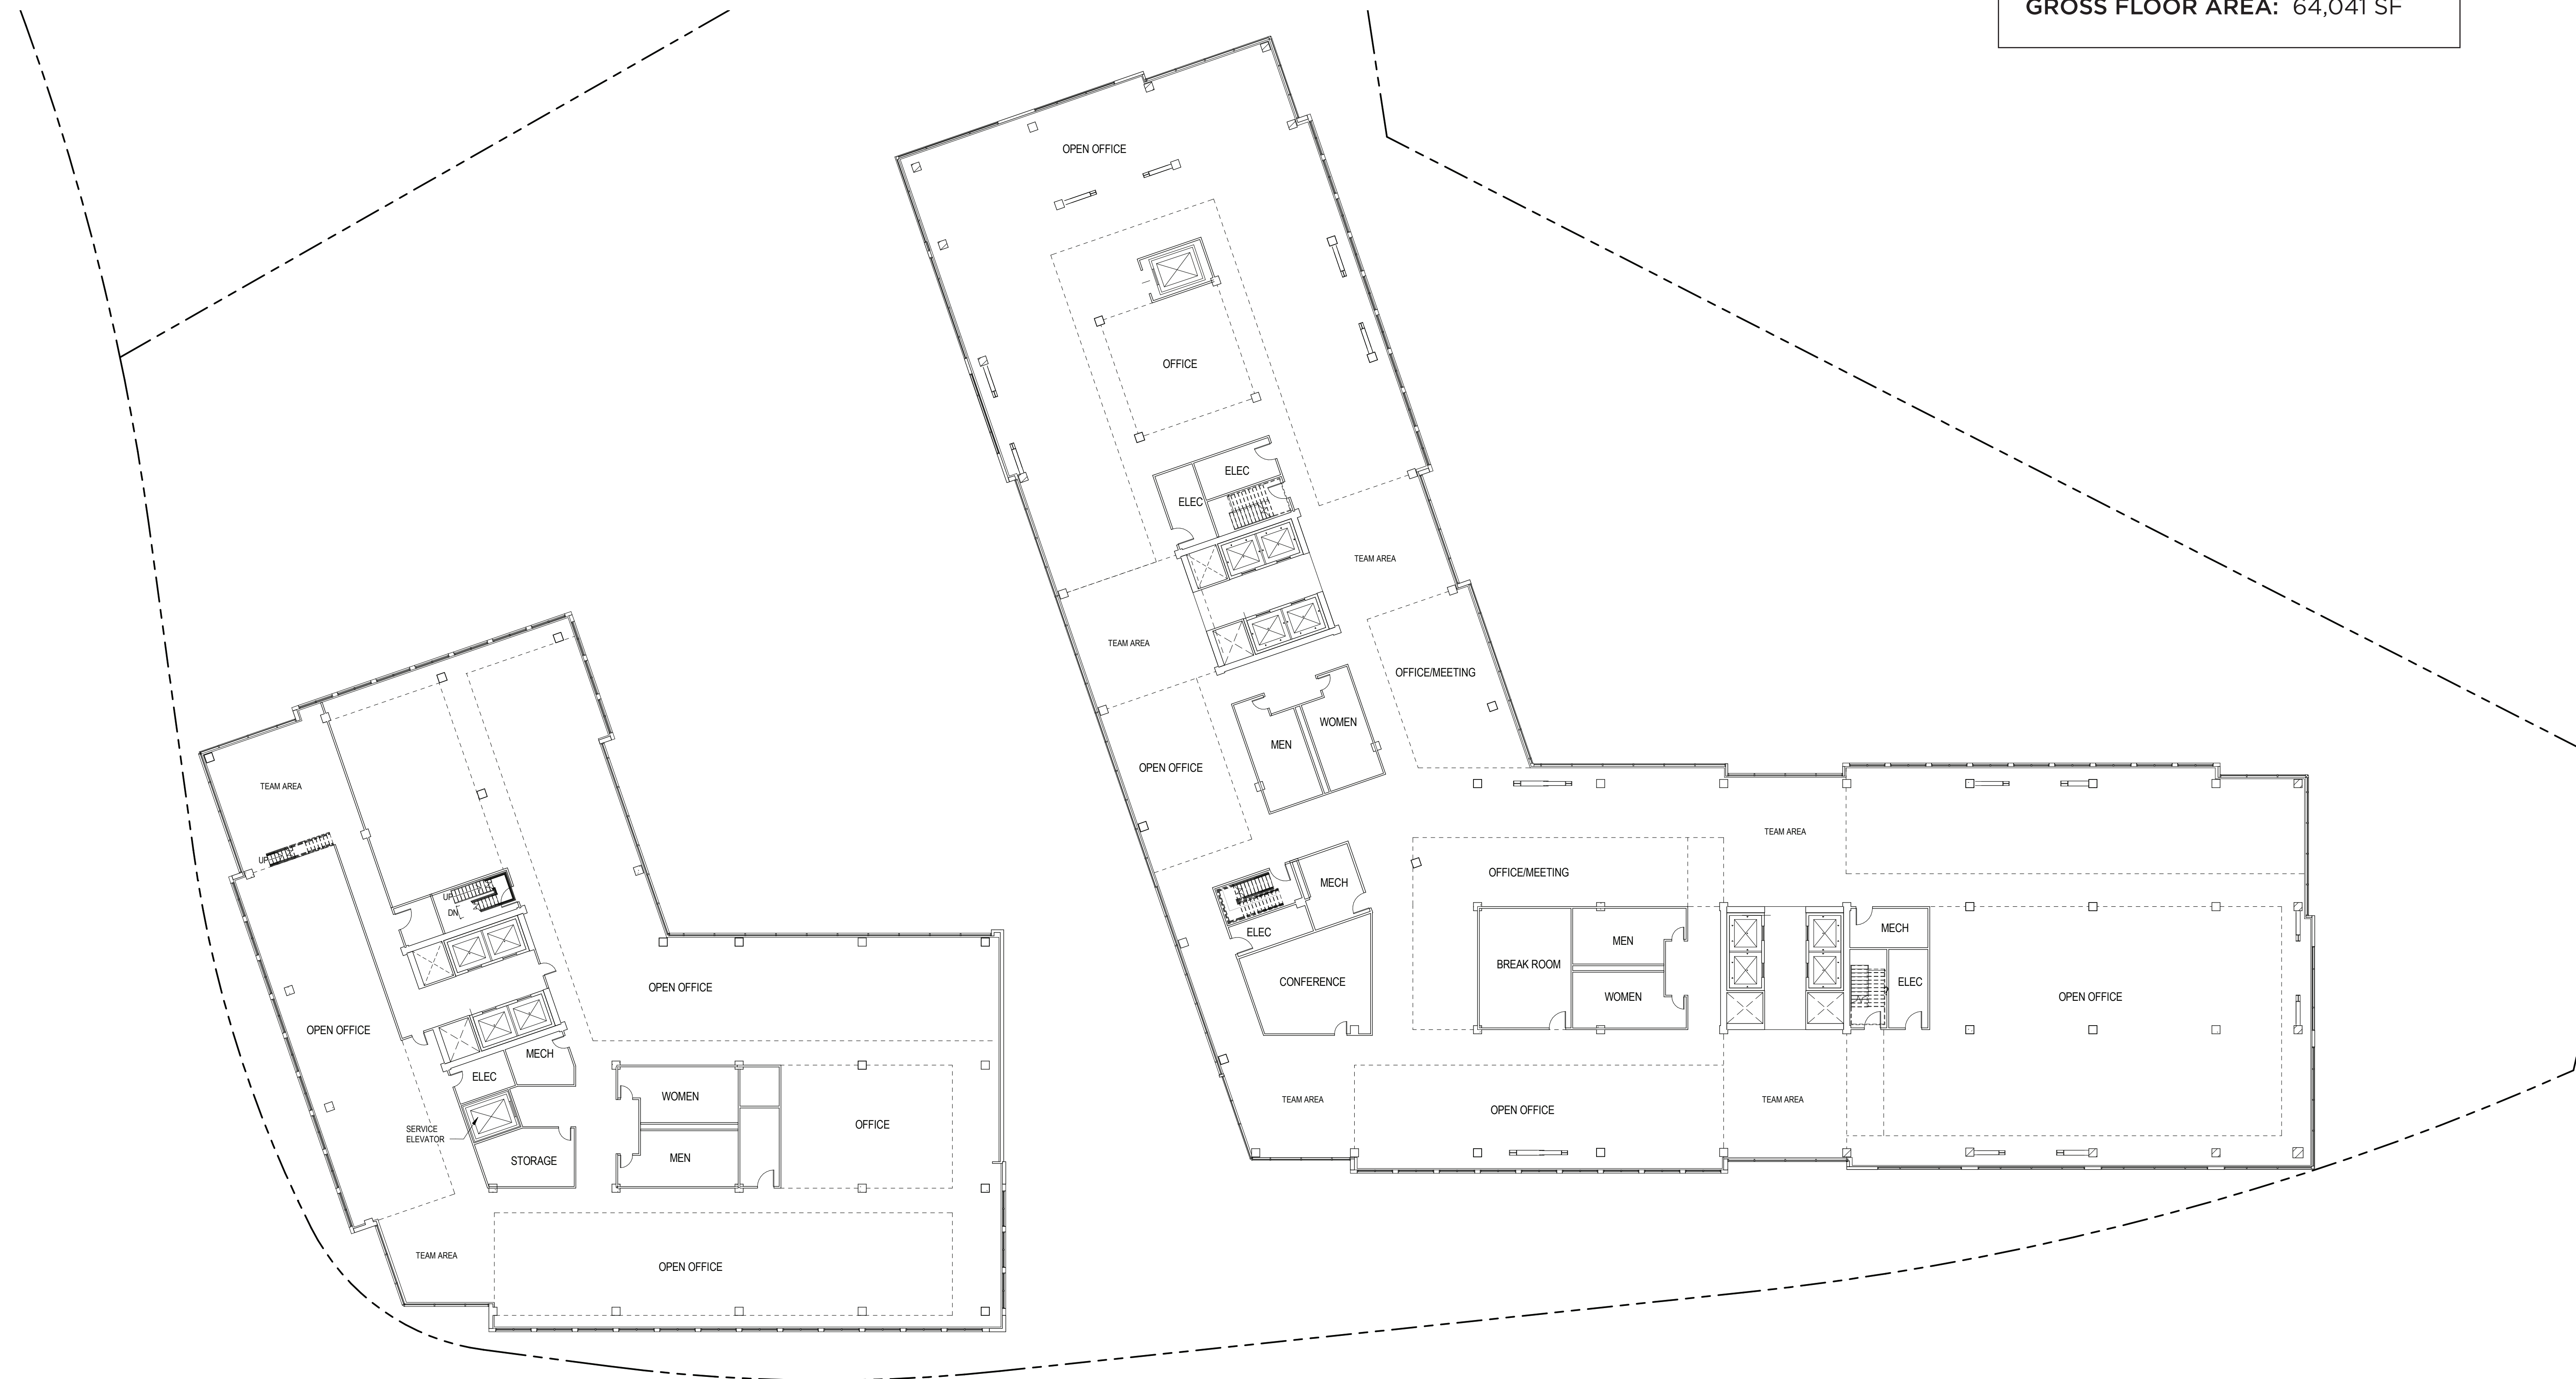 GROSS FLOOR AREA: 64,041 SF
OPEN OFFICE
OFFICE
ELEC
ELEC
TEAM AREA
TEAM AREA
OFFICE/MEETING
WOMEN
MEN
OPEN OFFICE
TEAM AREA
OFFICE/MEETING
MECH
ELEC
CONFERENCE
BREAK ROOM
MEN
WOMEN
MECH
ELEC
OPEN OFFICE
TEAM AREA
OPEN OFFICE
TEAM AREA
TEAM AREA
UP
UP
DN
OPEN OFFICE
OPEN OFFICE
MECH
ELEC
SERVICE
ELEVATOR
STORAGE
WOMEN
MEN
OFFICE
TEAM AREA
OPEN OFFICE